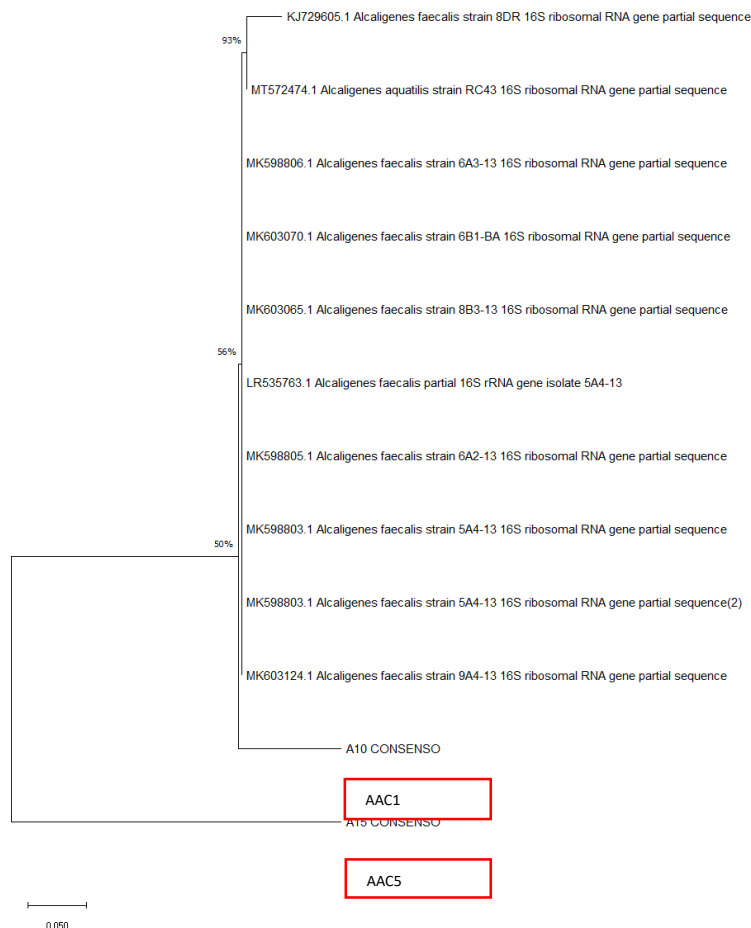 KJ729605.1 Alcaligenes faecalis strain 8DR 16S ribosomal RNA gene partial sequence
93%
MT572474.1 Alcaligenes aquatilis strain RC43 16S ribosomal RNA gene partial sequence
MK598806.1 Alcaligenes faecalis strain 6A3-13 16S ribosomal RNA gene partial sequence
MK603070.1 Alcaligenes faecalis strain 6B1-BA 16S ribosomal RNA gene partial sequence
MK603065.1 Alcaligenes faecalis strain 8B3-13 16S ribosomal RNA gene partial sequence
56%
LR535763.1 Alcaligenes faecalis partial 16S rRNA gene isolate 5A4-13
MK598805.1 Alcaligenes faecalis strain 6A2-13 16S ribosomal RNA gene partial sequence
MK598803.1 Alcaligenes faecalis strain 5A4-13 16S ribosomal RNA gene partial sequence
50%
MK598803.1 Alcaligenes faecalis strain 5A4-13 16S ribosomal RNA gene partial sequence(2)
MK603124.1 Alcaligenes faecalis strain 9A4-13 16S ribosomal RNA gene partial sequence
A10 CONSENSO
AAC1
A15 CONSENSO
AAC5
0.050